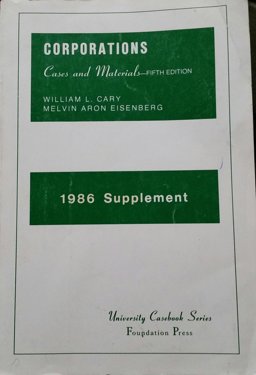 CORPORATIONS
Cases and Materials—FIFTH EDITION
WILLIAM L. CARY
MELVIN ARON EISENBERG
1986 Supplement
University Casebook Series
Foundation Press